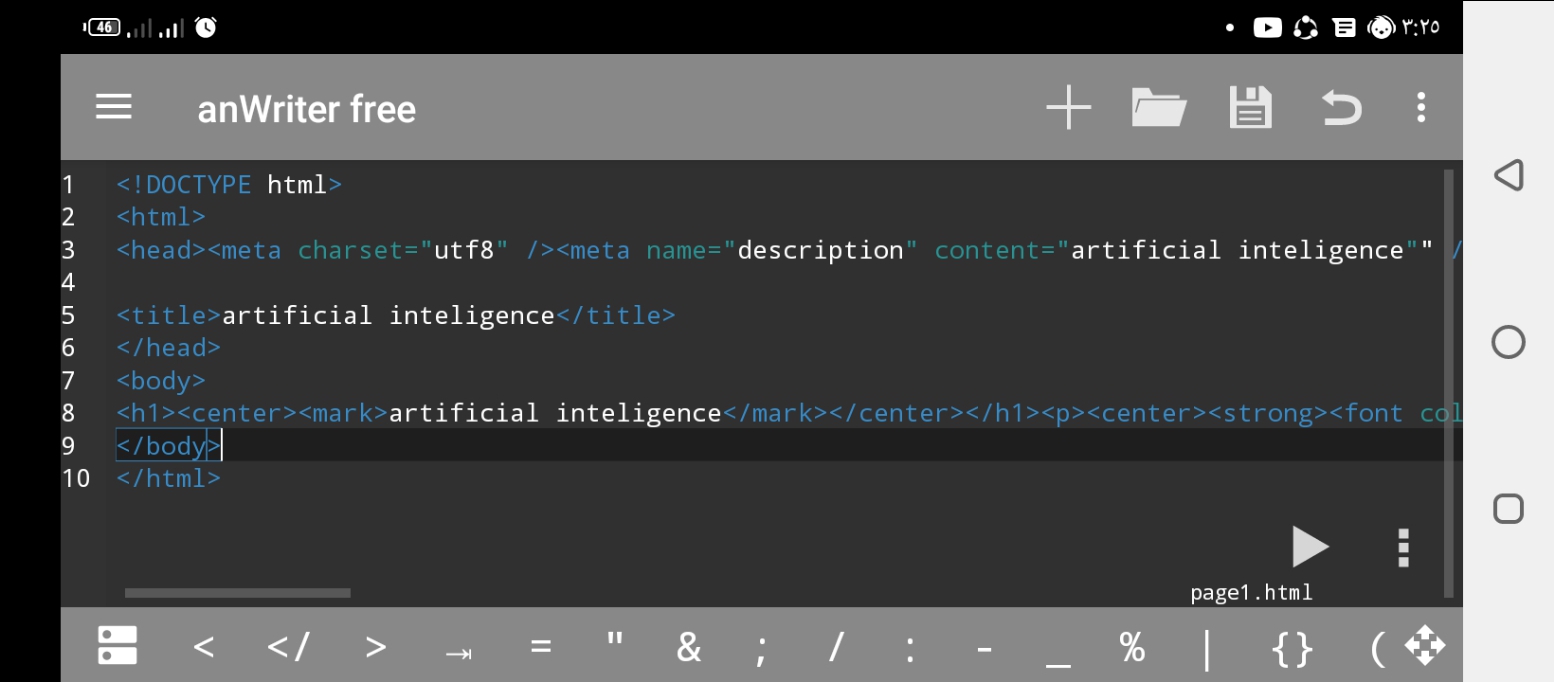 46
٣:٢٥
anWriter free
1 <!DOCTYPE html>
2 <html>
3 <head><meta charset="utf8" /><meta name="description" content="artificial inteligence"" /
4
5 <title>artificial inteligence</title>
6 </head>
7 <body>
8 <h1><center><mark>artificial inteligence</mark></center></h1><p><center><strong><font col
9 </body>
10 </html>
page1.html
< </ > →| = " & ; / : - _ % | {} (